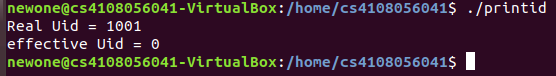 newone@cs4108056041-VirtualBox:/home/cs4108056041$ ./printid
Real Uid = 1001
effective Uid = 0
newone@cs4108056041-VirtualBox:/home/cs4108056041$